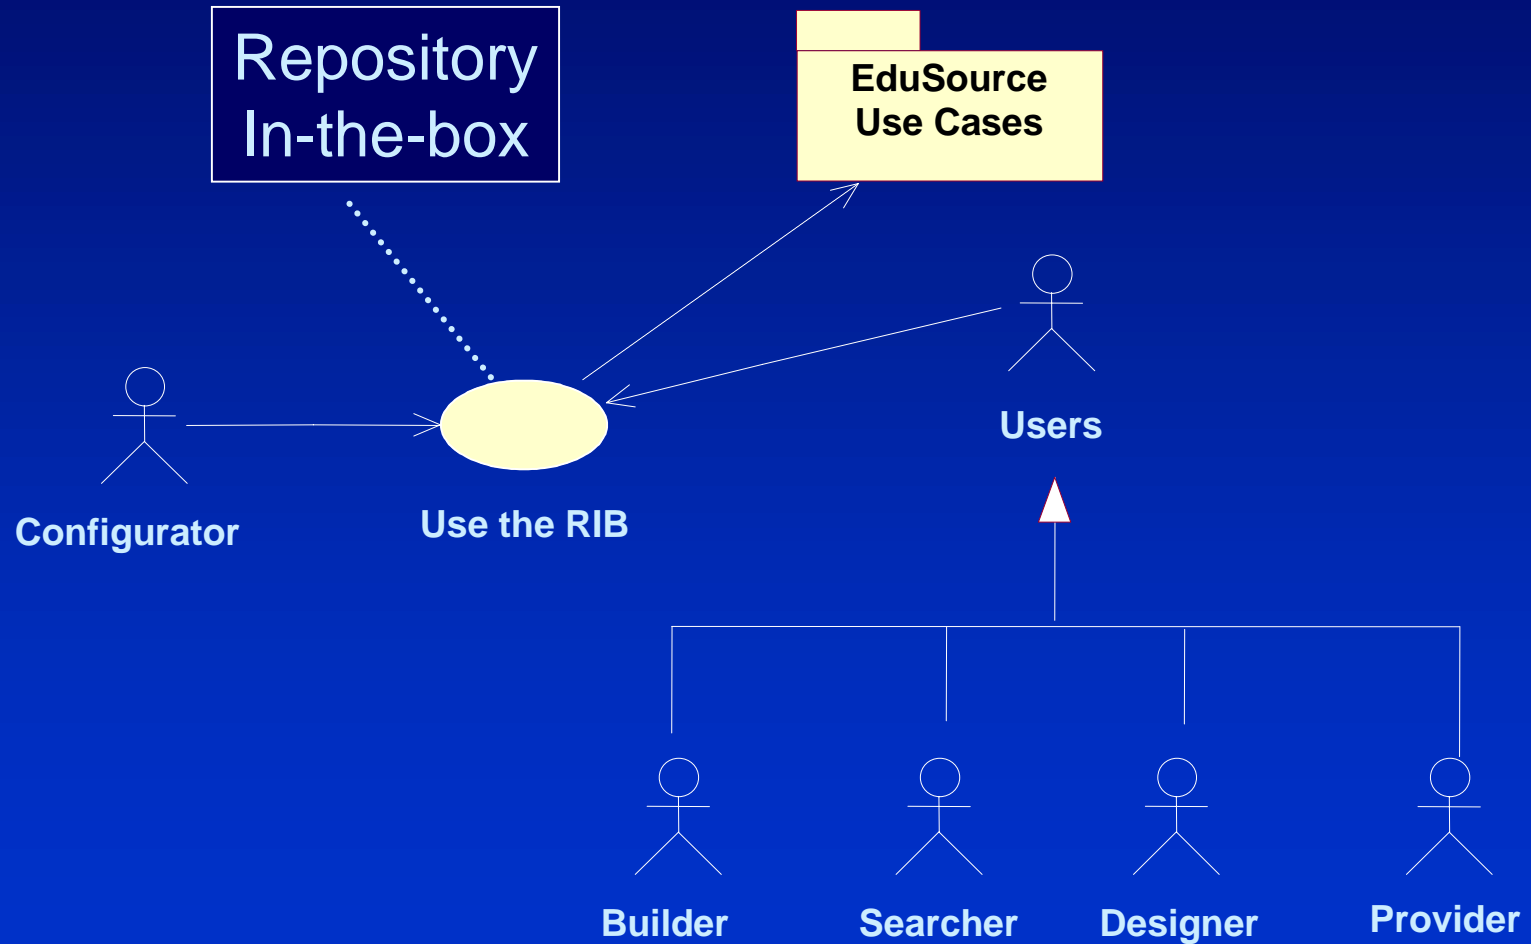 Repository
In-the-box
EduSource
Use Cases
Users
Configurator
Use the RIB
Builder
Searcher
Designer
Provider